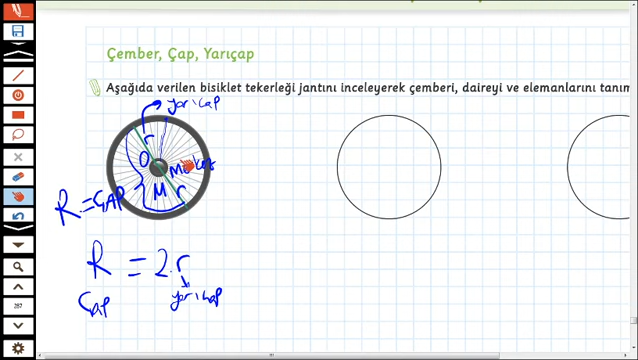 Çember, Çap, Yarıçap
Aşağıda verilen bisiklet tekerleği jantını inceleyerek çemberi, daireyi ve elemanlarını tanım
yarıçap
r
O
Merkez
M r
R = ÇAP
R = 2.r
ÇAP yarıçap
287